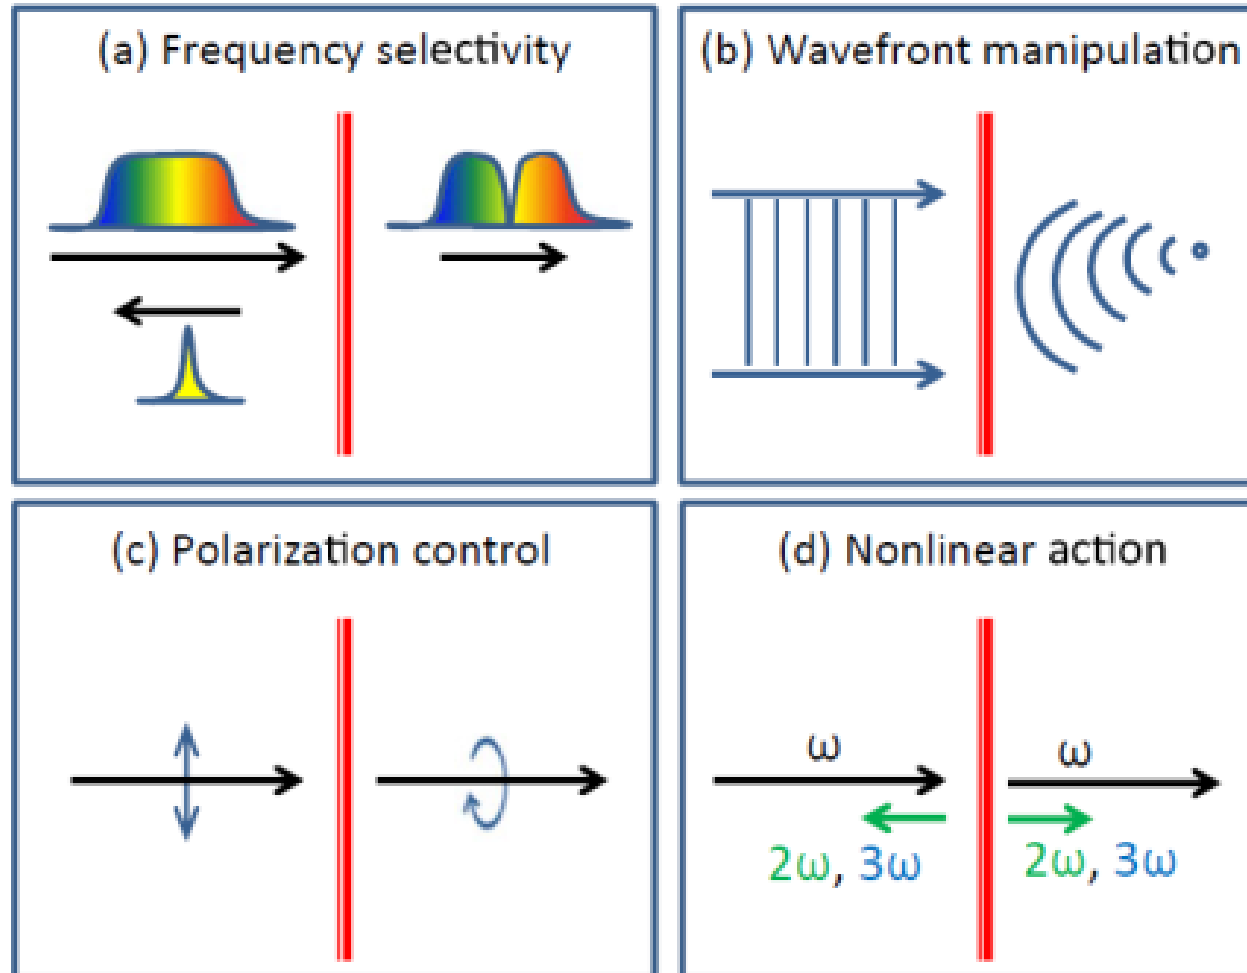 (a) Frequency selectivity
(b) Wavefront manipulation
(c) Polarization control
(d) Nonlinear action
ω
ω
2ω, 3ω
2ω, 3ω